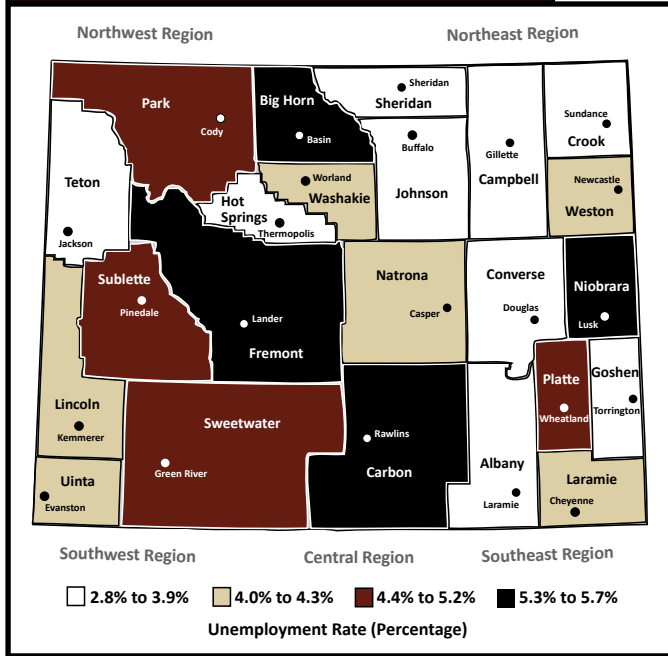 Northwest Region
Northeast Region
Park
Cody
Big Horn
Basin
Sheridan
Sheridan
Buffalo
Johnson
Gillette
Campbell
Sundance
Crook
Newcastle
Weston
Teton
Jackson
Hot
Springs
Thermopolis
Worland
Washakie
Sublette
Pinedale
Lander
Fremont
Natrona
Casper
Converse
Douglas
Niobrara
Lusk
Lincoln
Kemmerer
Uinta
Evanston
Sweetwater
Green River
Rawlins
Carbon
Albany
Laramie
Platte
Wheatland
Goshen
Torrington
Laramie
Cheyenne
Southwest Region
Central Region
Southeast Region
2.8% to 3.9%
4.0% to 4.3%
4.4% to 5.2%
5.3% to 5.7%
Unemployment Rate (Percentage)